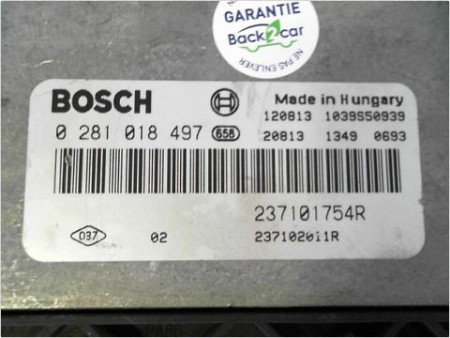 GARANTIE
Back2car
NE PAS ENLEVER
BOSCH
Made in Hungary
120813 1039S50939
0 281 018 497 656
20813 1349 0693
237101754R
D37 02 237102011R